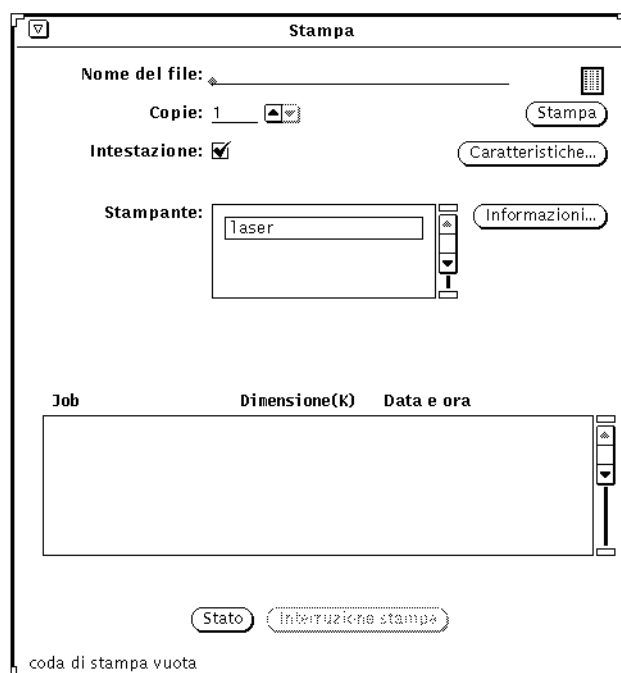 Stampa
Nome del file:
Copie: 1
Stampa
Intestazione:
Caratteristiche...
Stampante:
laser
Informazioni...
Job Dimensione(K) Data e ora
Stato Interruzione stampa
coda di stampa vuota